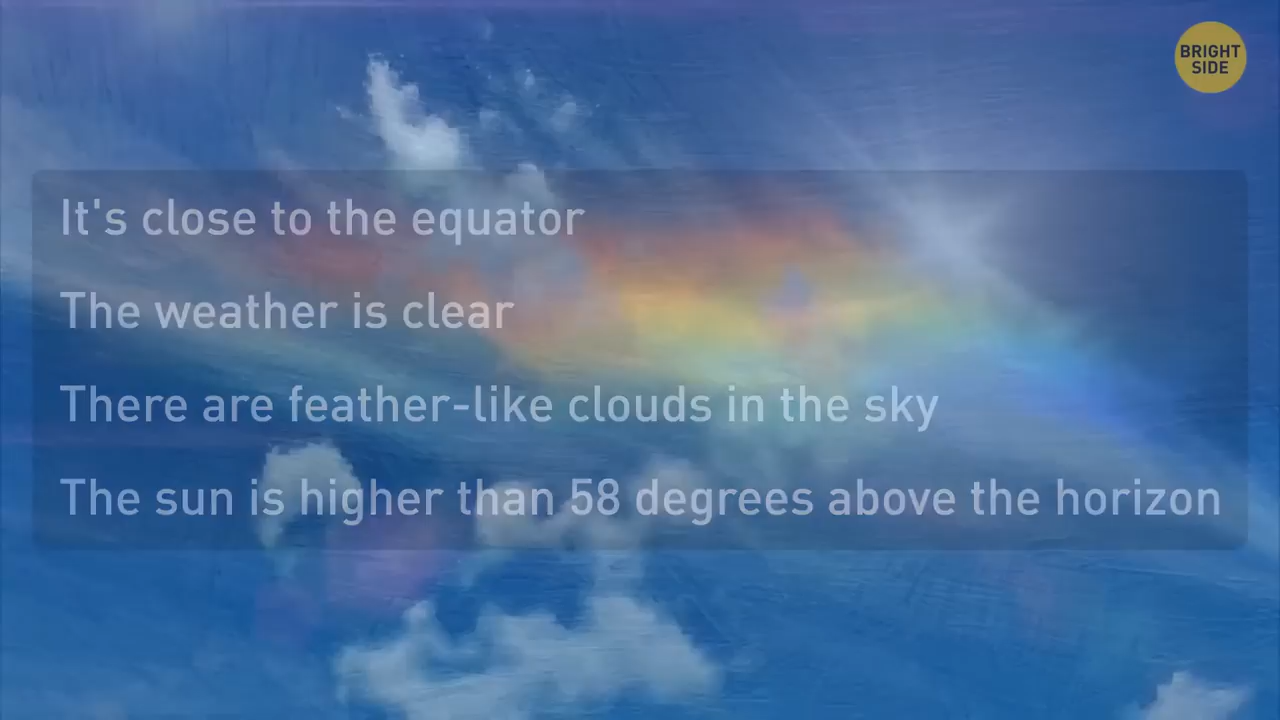 BRIGHT
SIDE
It's close to the equator
The weather is clear
There are feather-like clouds in the sky
The sun is higher than 58 degrees above the horizon